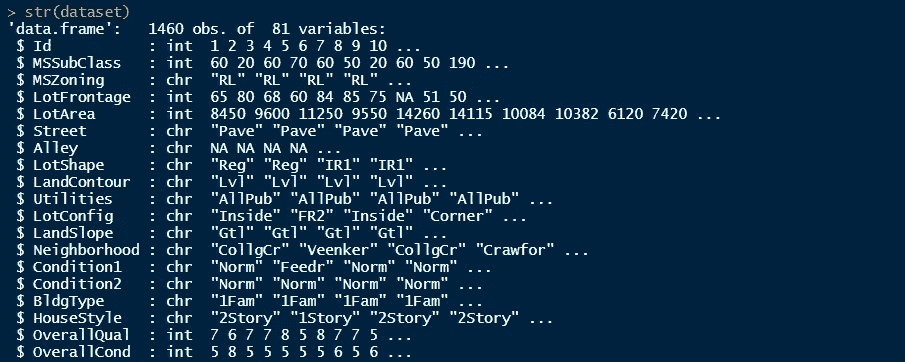 > str(dataset)
'data.frame':   1460 obs. of  81 variables:
 $ Id           : int  1 2 3 4 5 6 7 8 9 10 ...
 $ MSSubClass   : int  60 20 60 70 60 50 20 60 50 190 ...
 $ MSZoning     : chr  "RL" "RL" "RL" "RL" ...
 $ LotFrontage  : int  65 80 68 60 84 85 75 NA 51 50 ...
 $ LotArea      : int  8450 9600 11250 9550 14260 14115 10084 10382 6120 7420 ...
 $ Street       : chr  "Pave" "Pave" "Pave" "Pave" ...
 $ Alley        : chr  NA NA NA NA ...
 $ LotShape     : chr  "Reg" "Reg" "IR1" "IR1" ...
 $ LandContour  : chr  "Lvl" "Lvl" "Lvl" "Lvl" ...
 $ Utilities    : chr  "AllPub" "AllPub" "AllPub" "AllPub" ...
 $ LotConfig    : chr  "Inside" "FR2" "Inside" "Corner" ...
 $ LandSlope    : chr  "Gtl" "Gtl" "Gtl" "Gtl" ...
 $ Neighborhood : chr  "CollgCr" "Veenker" "CollgCr" "Crawfor" ...
 $ Condition1   : chr  "Norm" "Feedr" "Norm" "Norm" ...
 $ Condition2   : chr  "Norm" "Norm" "Norm" "Norm" ...
 $ BldgType     : chr  "1Fam" "1Fam" "1Fam" "1Fam" ...
 $ HouseStyle   : chr  "2Story" "1Story" "2Story" "2Story" ...
 $ OverallQual  : int  7 6 7 7 8 5 8 7 7 5 ...
 $ OverallCond  : int  5 8 5 5 5 5 5 6 5 6 ...